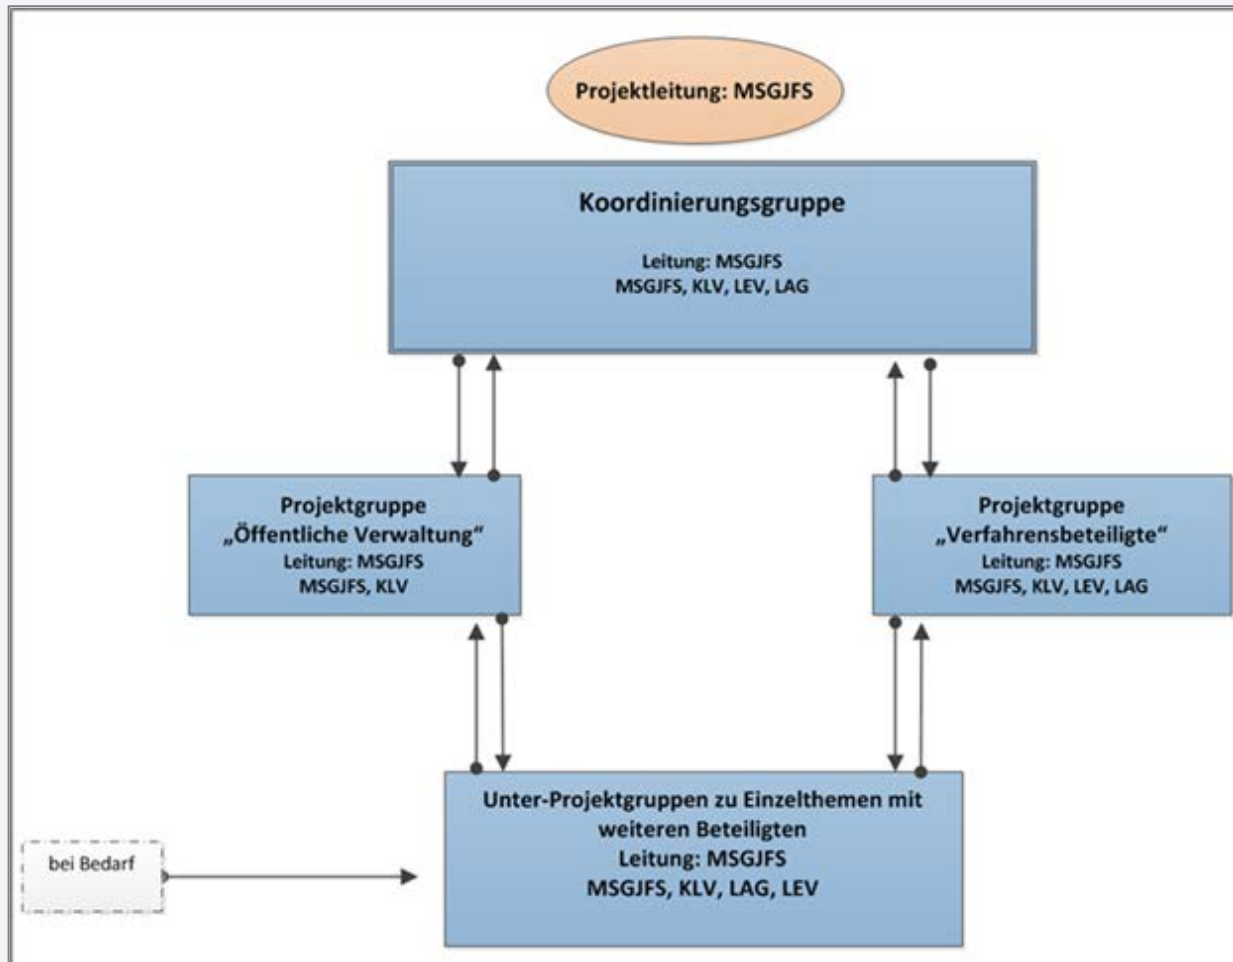 Projektleitung: MSGJFS
Koordinierungsgruppe
Leitung: MSGJFS
MSGJFS, KLV, LEV, LAG
Projektgruppe
„Öffentliche Verwaltung“
Leitung: MSGJFS
MSGJFS, KLV
Projektgruppe
„Verfahrensbeteiligte“
Leitung: MSGJFS
MSGJFS, KLV, LEV, LAG
Unter-Projektgruppen zu Einzelthemen mit
weiteren Beteiligten
Leitung: MSGJFS
MSGJFS, KLV, LAG, LEV
bei Bedarf